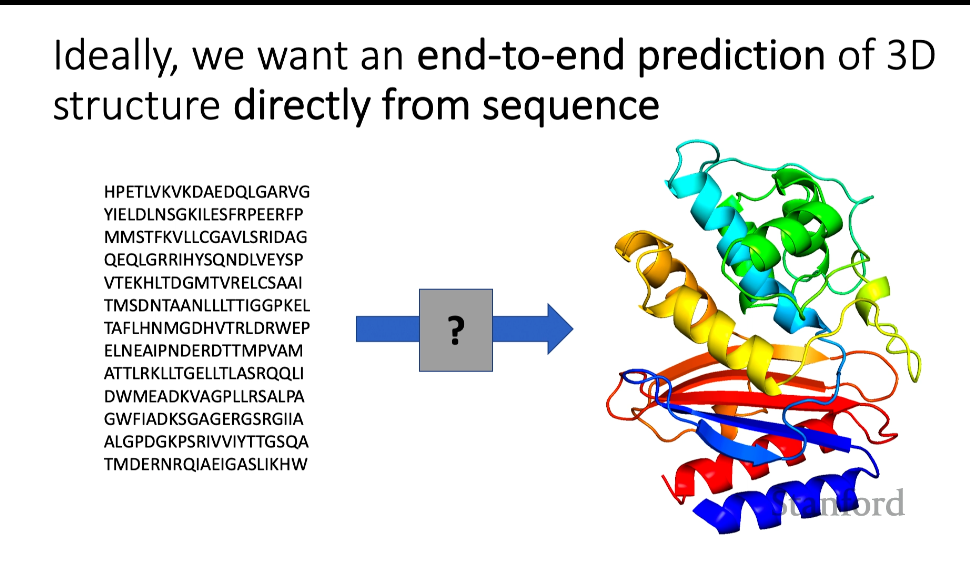 Ideally, we want an end-to-end prediction of 3D
structure directly from sequence
HPETLVKVKDAEDQLGARVG
YIELDLNSGKILESFRPEERFP
MMSTFKVLLCGAVLSRIDAG
QEQLGRRIHYSQNDLVEYSP
VTEKHLTDGMTVRELCSAAI
TMSDNTAANLLLTTIGGPKEL
TAFLHNMGDHVTRLDRWEP
ELNEAIPNDERDTTMPVAM
ATTLRKLLTGELLTLASRQQLI
DWMEADKVAGPLLRSALPA
GWFIADKSGAGERGSRGIIA
ALGPDGKPSRIVVIYTTGSQA
TMDERNRQIAEIGASLIKHW
?
Stanford